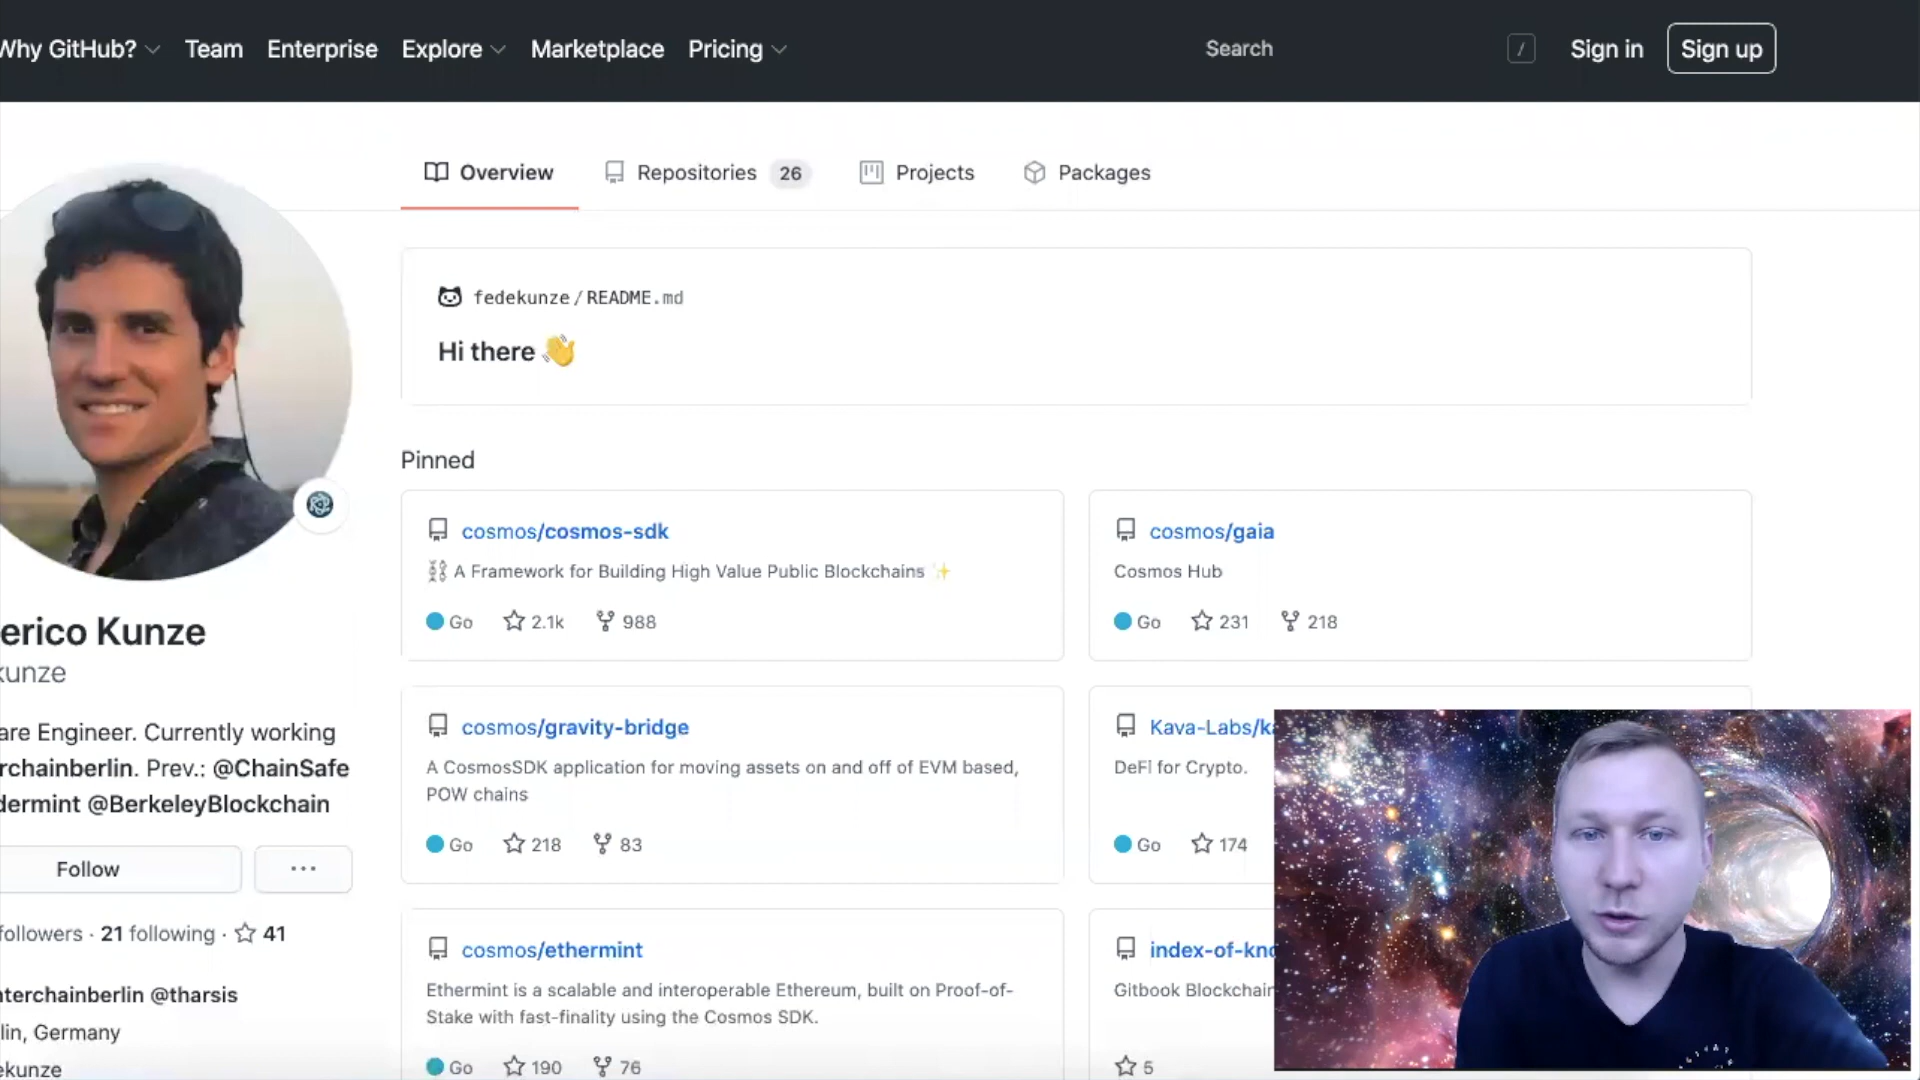 Why GitHub? Team Enterprise Explore Marketplace Pricing Search / Sign in Sign up
Overview Repositories 26 Projects Packages
fedekunze/README.md
Hi there 👋
Pinned
cosmos/cosmos-sdk
⛓️ A Framework for Building High Value Public Blockchains ✨
Go 2.1k 988
cosmos/gaia
Cosmos Hub
Go 231 218
cosmos/gravity-bridge
A CosmosSDK application for moving assets on and off of EVM based,
POW chains
Go 218 83
Kava-Labs/ka
DeFi for Crypto.
Go 174
cosmos/ethermint
Ethermint is a scalable and interoperable Ethereum, built on Proof-of-
Stake with fast-finality using the Cosmos SDK.
Go 190 76
index-of-kno
Gitbook Blockchain
5
erico Kunze
kunze
are Engineer. Currently working
rchainberlin. Prev.: @ChainSafe
dermint @BerkeleyBlockchain
Follow ...
followers · 21 following · 41
nterchainberlin @tharsis
lin, Germany
ekunze